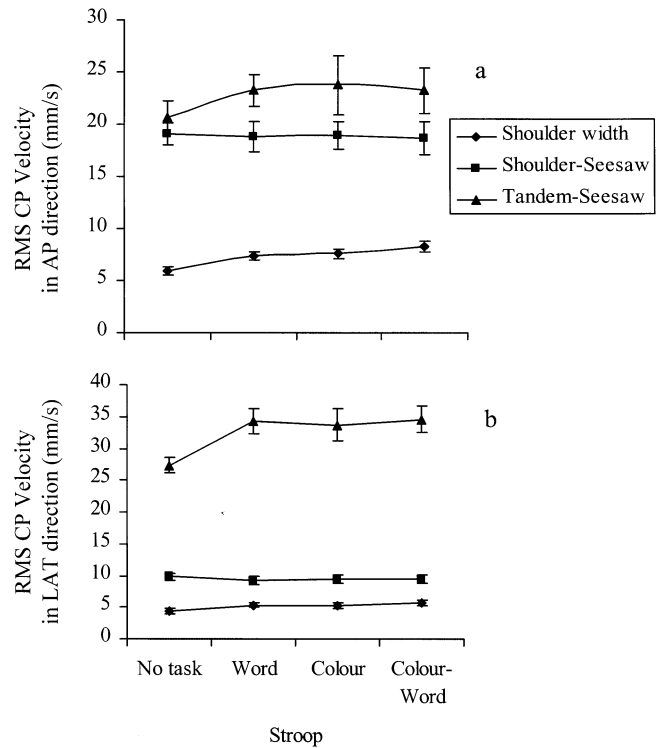 RMS CP Velocity
in AP direction (mm/s)
30
25
20
15
10
5
0
a
Shoulder width
Shoulder-Seesaw
Tandem-Seesaw
RMS CP Velocity
in LAT direction (mm/s)
40
35
30
25
20
15
10
5
0
b
No task
Word
Colour
Colour-
Word
Stroop